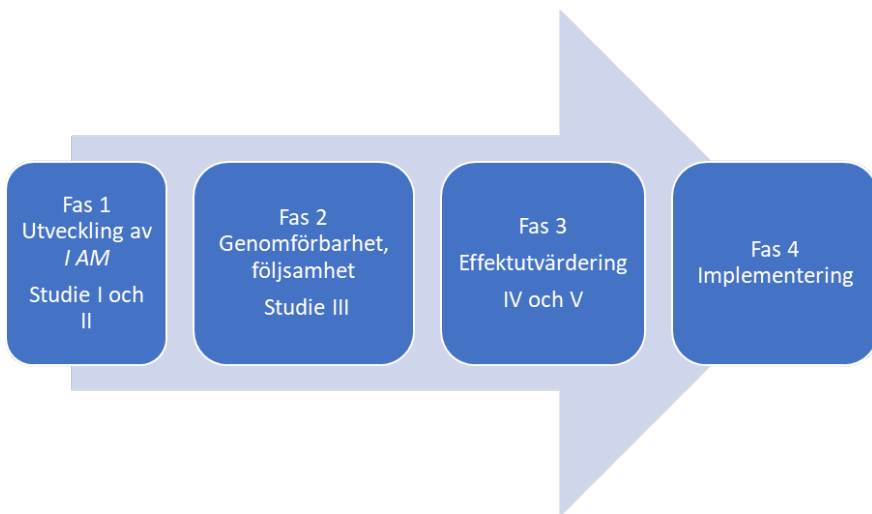 Fas 1
Utveckling av
I AM
Studie I och
II
Fas 2
Genomförbarhet,
följsamhet
Studie III
Fas 3
Effektutvärdering
IV och V
Fas 4
Implementering